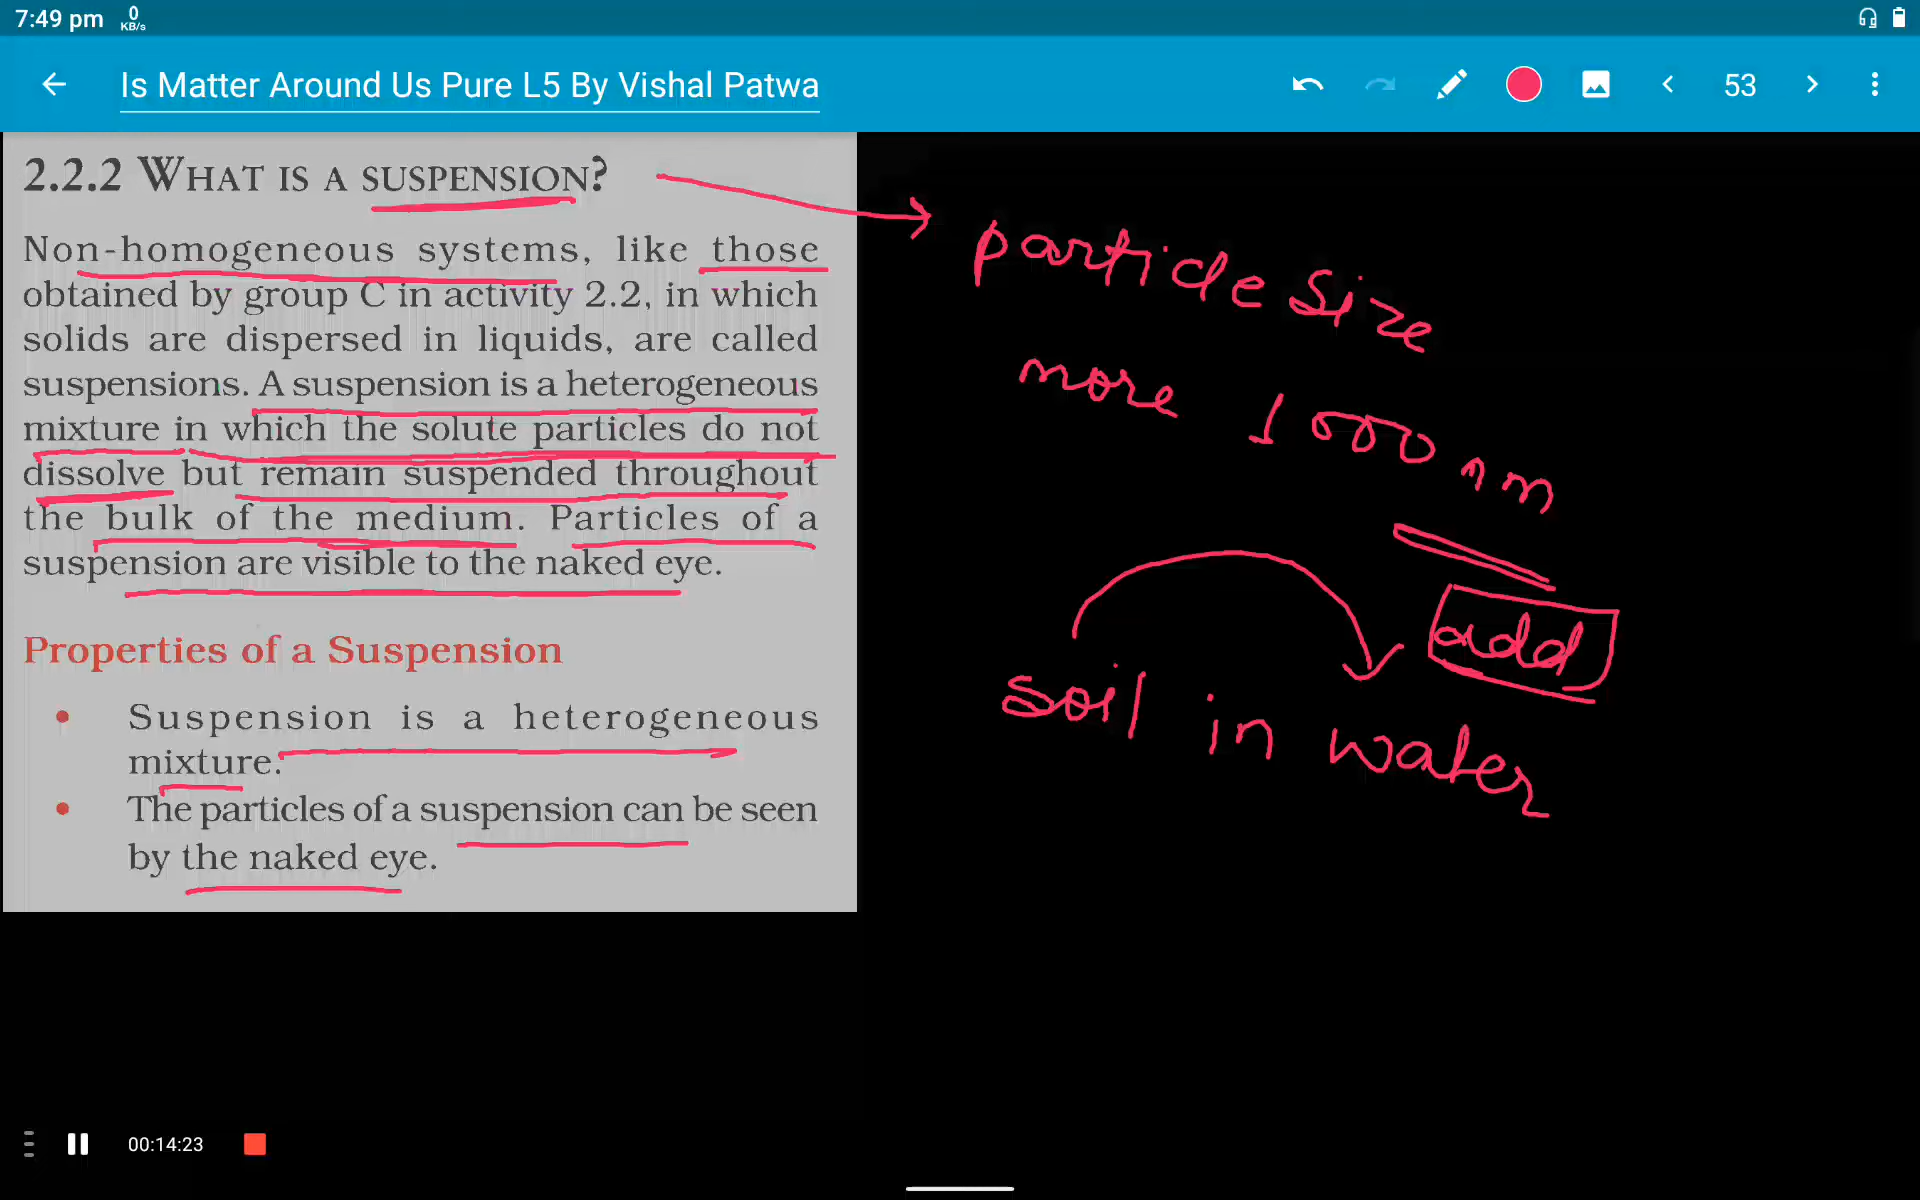 7:49 pm 0 KB/s
Is Matter Around Us Pure L5 By Vishal Patwa 53
2.2.2 WHAT IS A SUSPENSION?
Non-homogeneous systems, like those
obtained by group C in activity 2.2, in which
solids are dispersed in liquids, are called
suspensions. A suspension is a heterogeneous
mixture in which the solute particles do not
dissolve but remain suspended throughout
the bulk of the medium. Particles of a
suspension are visible to the naked eye.
Properties of a Suspension
• Suspension is a heterogeneous
mixture.
• The particles of a suspension can be seen
by the naked eye.
particle Size
more 1000 nm
add
soil in water
00:14:23